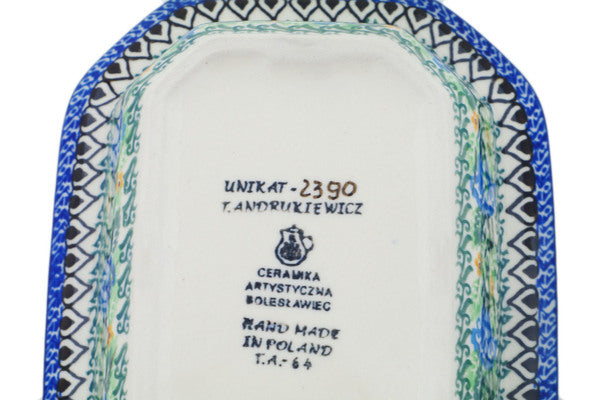 UNIKAT-2390
T.ANDRUKIEWICZ
CERAMIKA
ARTYSTYCZNA
BOLESŁAWIEC
HAND MADE
IN POLAND
T.A.-64